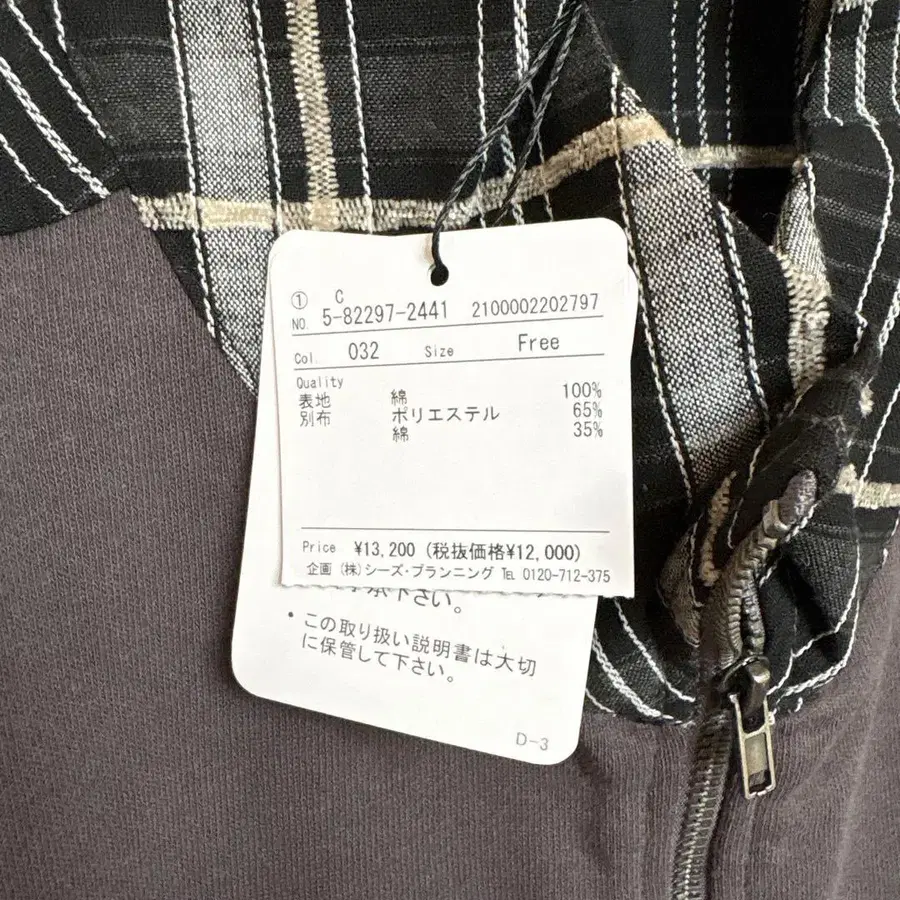 ① C
NO. 5-82297-2441 2100002202797
Col. 032 Size Free
Quality
表地 綿 100%
別布 ポリエステル 65%
綿 35%
Price ¥13,200 (税抜価格¥12,000)
企画 (株)シーズ・プランニング TEL 0120-712-375
下さい。
・この取り扱い説明書は大切
に保管して下さい。
D-3